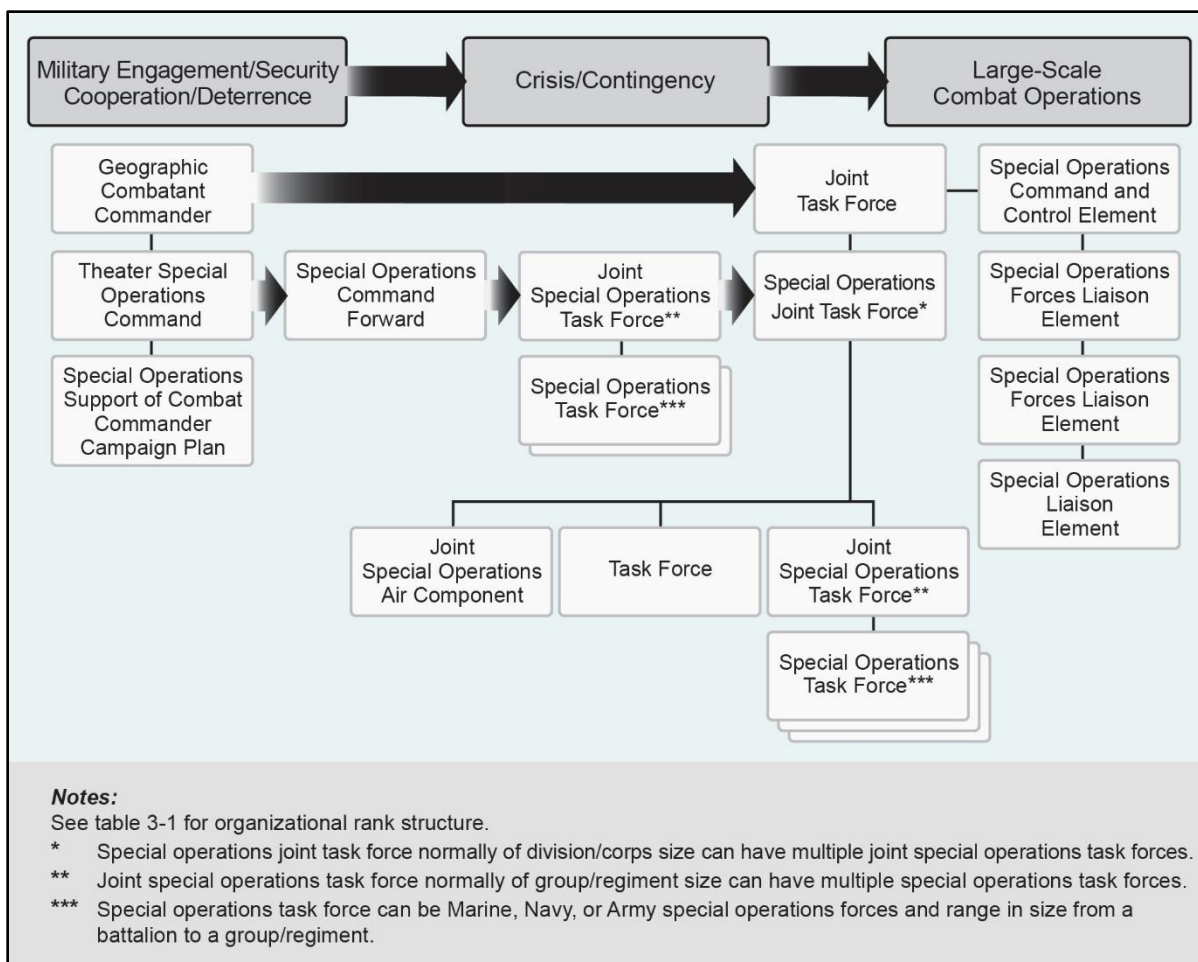 Military Engagement/Security
Cooperation/Deterrence
Crisis/Contingency
Large-Scale
Combat Operations
Geographic
Combatant
Commander
Joint
Task Force
Special Operations
Command and
Control Element
Theater Special
Operations
Command
Special Operations
Command
Forward
Joint
Special Operations
Task Force**
Special Operations
Joint Task Force*
Special Operations
Forces Liaison
Element
Special Operations
Support of Combat
Commander
Campaign Plan
Special Operations
Task Force***
Special Operations
Forces Liaison
Element
Special Operations
Liaison
Element
Joint
Special Operations
Air Component
Task Force
Joint
Special Operations
Task Force**
Special Operations
Task Force***
Notes:
See table 3-1 for organizational rank structure.
* Special operations joint task force normally of division/corps size can have multiple joint special operations task forces.
** Joint special operations task force normally of group/regiment size can have multiple special operations task forces.
*** Special operations task force can be Marine, Navy, or Army special operations forces and range in size from a
battalion to a group/regiment.